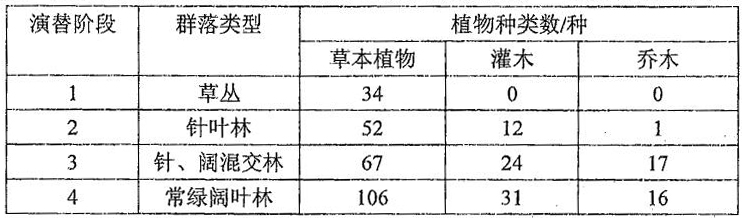 演替阶段 群落类型 植物种类数/种
草本植物 灌木 乔木
1 草丛 34 0 0
2 针叶林 52 12 1
3 针、阔混交林 67 24 17
4 常绿阔叶林 106 31 16